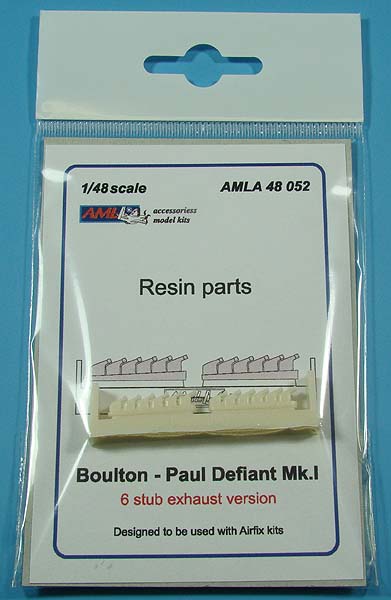 1/48 scale AMLA 48 052
AMLA accessoriess
model kits
Resin parts
Boulton - Paul Defiant Mk.I
6 stub exhaust version
Designed to be used with Airfix kits